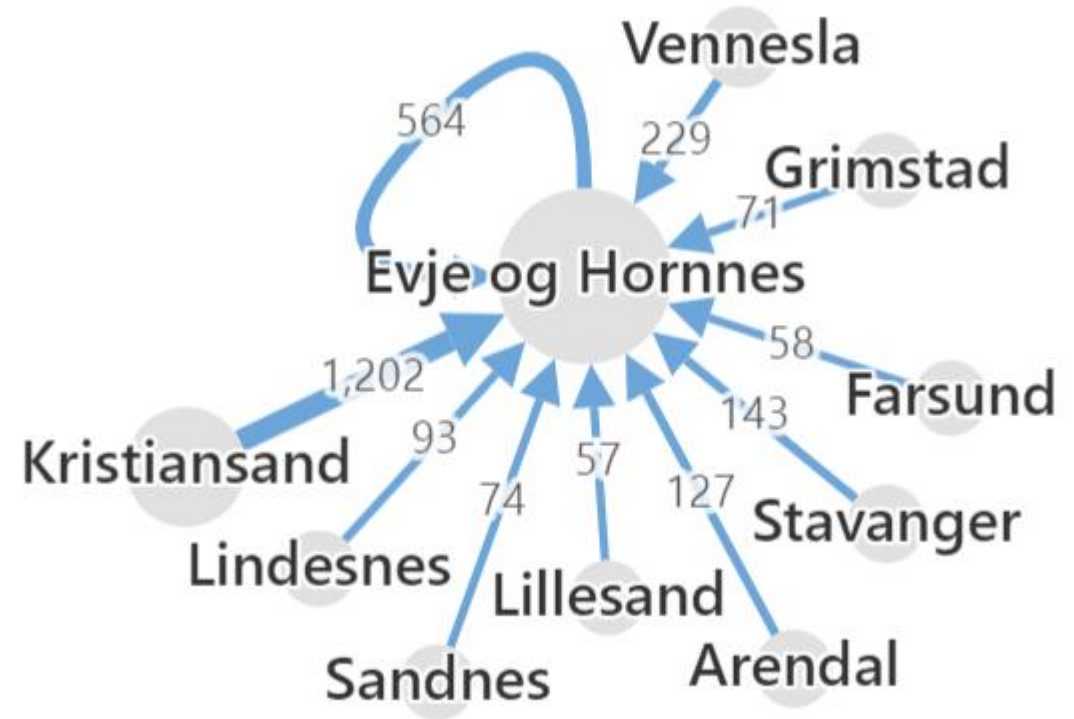 Vennesla
564
229
Grimstad
71
Evje og Hornnes
58
1,202
Farsund
143
93
Kristiansand
57
127
74
Stavanger
Lindesnes
Lillesand
Arendal
Sandnes